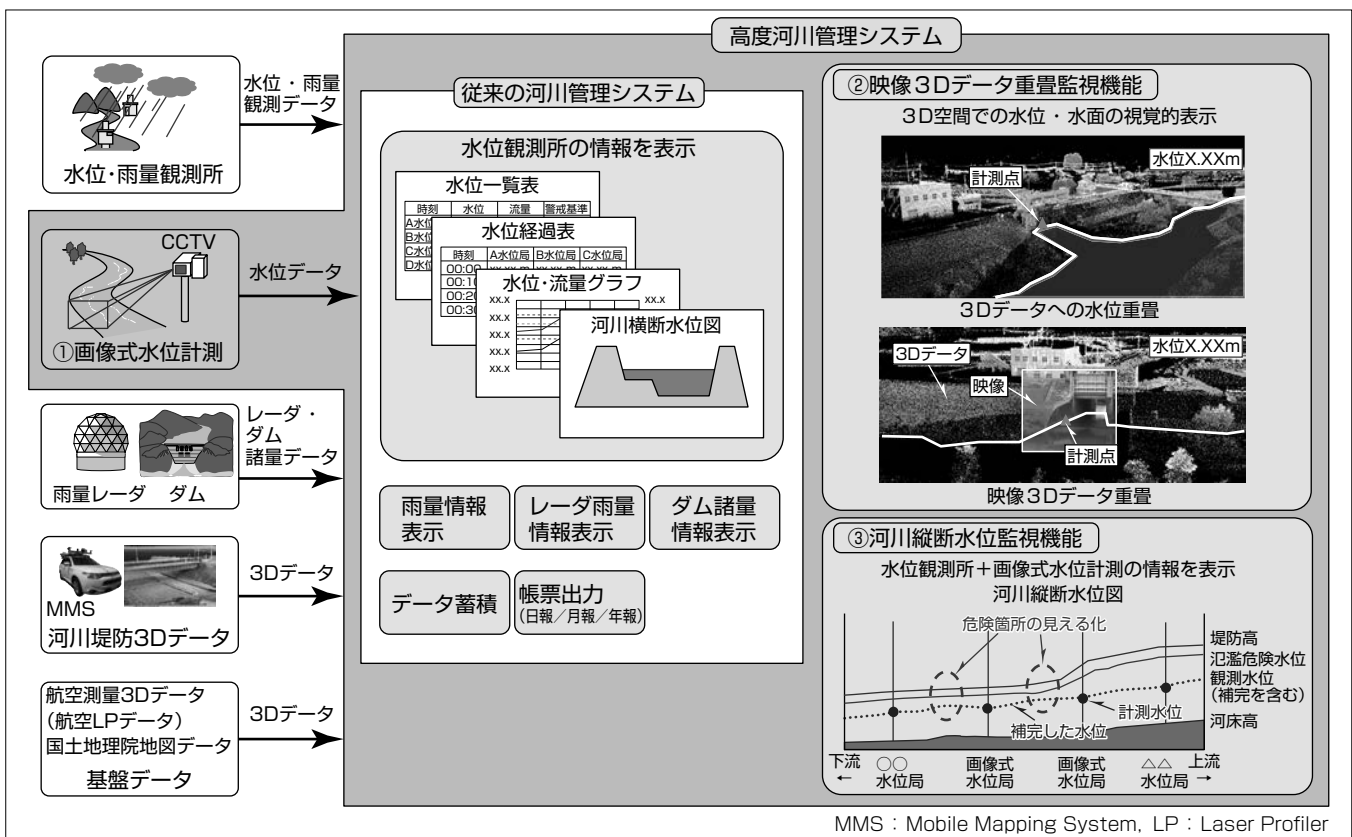 高度河川管理システム
水位・雨量
観測データ
水位・雨量観測所
CCTV
水位データ
①画像式水位計測
レーダ・
ダム
諸量データ
雨量レーダ ダム
3Dデータ
MMS
河川堤防3Dデータ
航空測量3Dデータ
(航空LPデータ)
国土地理院地図データ
3Dデータ
基盤データ
従来の河川管理システム
水位観測所の情報を表示
水位一覧表
時刻 水位 流量 警戒基準
A水位
B水位
C水位
D水位
水位経過表
時刻 A水位局 B水位局 C水位局
00:00 xx.xx m xx.xx m xx.xx m
00:10
00:20
00:30
水位・流量グラフ
xx.x xx.x
xx.x
xx.x
xx.x
xx.x
河川横断水位図
雨量情報
表示
レーダ雨量
情報表示
ダム諸量
情報表示
データ蓄積
帳票出力
(日報/月報/年報)
②映像3Dデータ重畳監視機能
3D空間での水位・水面の視覚的表示
水位X.XXm
計測点
3Dデータへの水位重畳
水位X.XXm
3Dデータ
映像
計測点
映像3Dデータ重畳
③河川縦断水位監視機能
水位観測所+画像式水位計測の情報を表示
河川縦断水位図
危険箇所の見える化
堤防高
氾濫危険水位
観測水位
(補完を含む)
計測水位
補完した水位
河床高
下流 ○○ 画像式 画像式 △△ 上流
← 水位局 水位局 水位局 水位局 →
MMS:Mobile Mapping System, LP:Laser Profiler